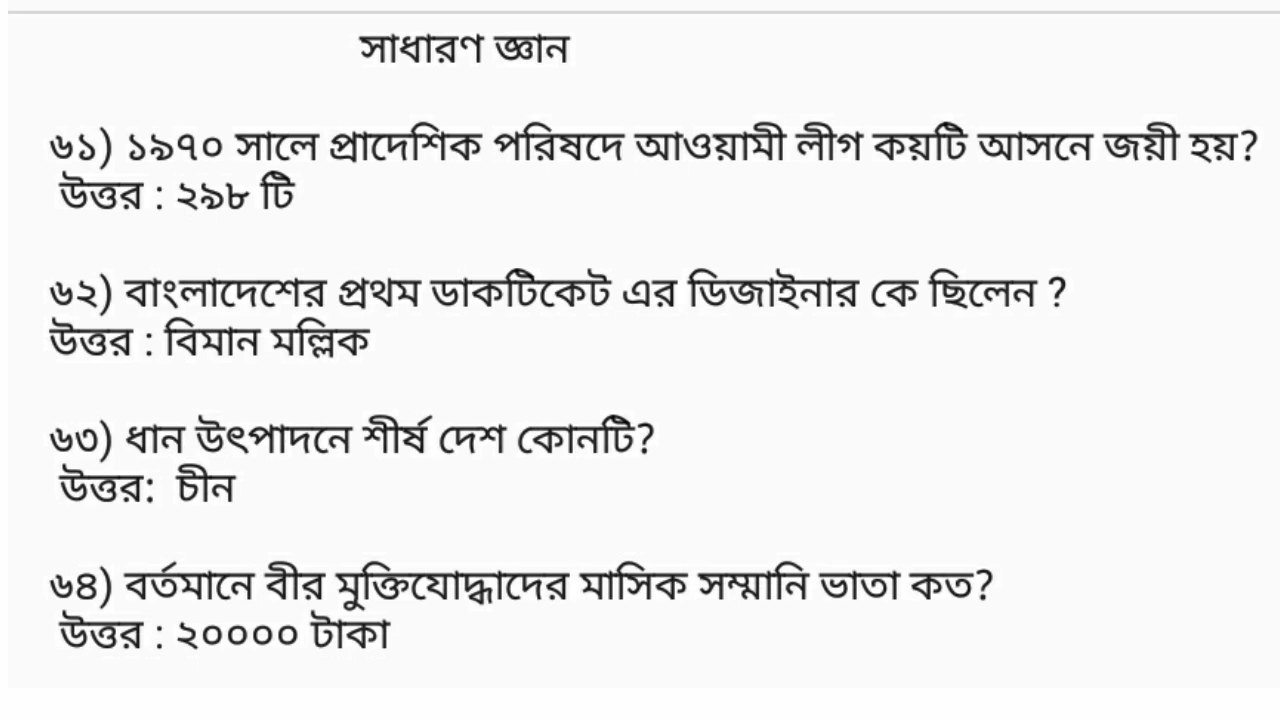 সাধারণ জ্ঞান
৬১) ১৯৭০ সালে প্রাদেশিক পরিষদে আওয়ামী লীগ কয়টি আসনে জয়ী হয়?
উত্তর : ২৯৮ টি
৬২) বাংলাদেশের প্রথম ডাকটিকেট এর ডিজাইনার কে ছিলেন ?
উত্তর : বিমান মল্লিক
৬৩) ধান উৎপাদনে শীর্ষ দেশ কোনটি?
উত্তর: চীন
৬৪) বর্তমানে বীর মুক্তিযোদ্ধাদের মাসিক সম্মানি ভাতা কত?
উত্তর : ২০০০০ টাকা